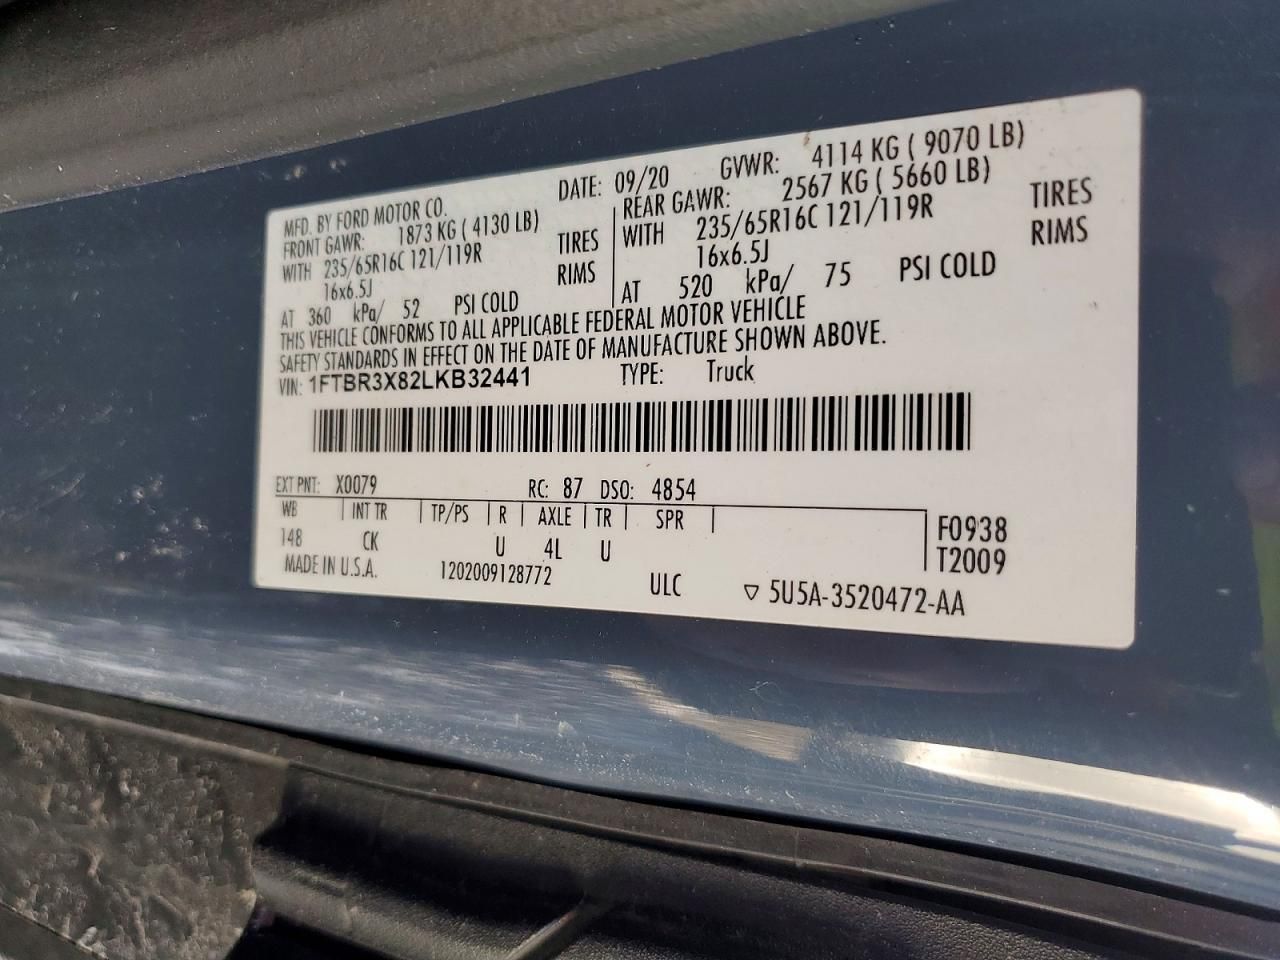 MFD. BY FORD MOTOR CO.
DATE: 09/20 GVWR: 4114 KG ( 9070 LB)
FRONT GAWR: 1873 KG ( 4130 LB)
WITH 235/65R16C 121/119R TIRES
16x6.5J RIMS
AT 360 kPa/ 52 PSI COLD
REAR GAWR: 2567 KG ( 5660 LB)
WITH 235/65R16C 121/119R TIRES
16x6.5J RIMS
AT 520 kPa/ 75 PSI COLD
THIS VEHICLE CONFORMS TO ALL APPLICABLE FEDERAL MOTOR VEHICLE
SAFETY STANDARDS IN EFFECT ON THE DATE OF MANUFACTURE SHOWN ABOVE.
VIN: 1FTBR3X82LKB32441 TYPE: Truck
EXT PNT: X0079 RC: 87 DSO: 4854
WB INT TR TP/PS R AXLE TR SPR F0938
148 CK U 4L U T2009
MADE IN U.S.A. 1202009128772 ULC ▽ 5U5A-3520472-AA